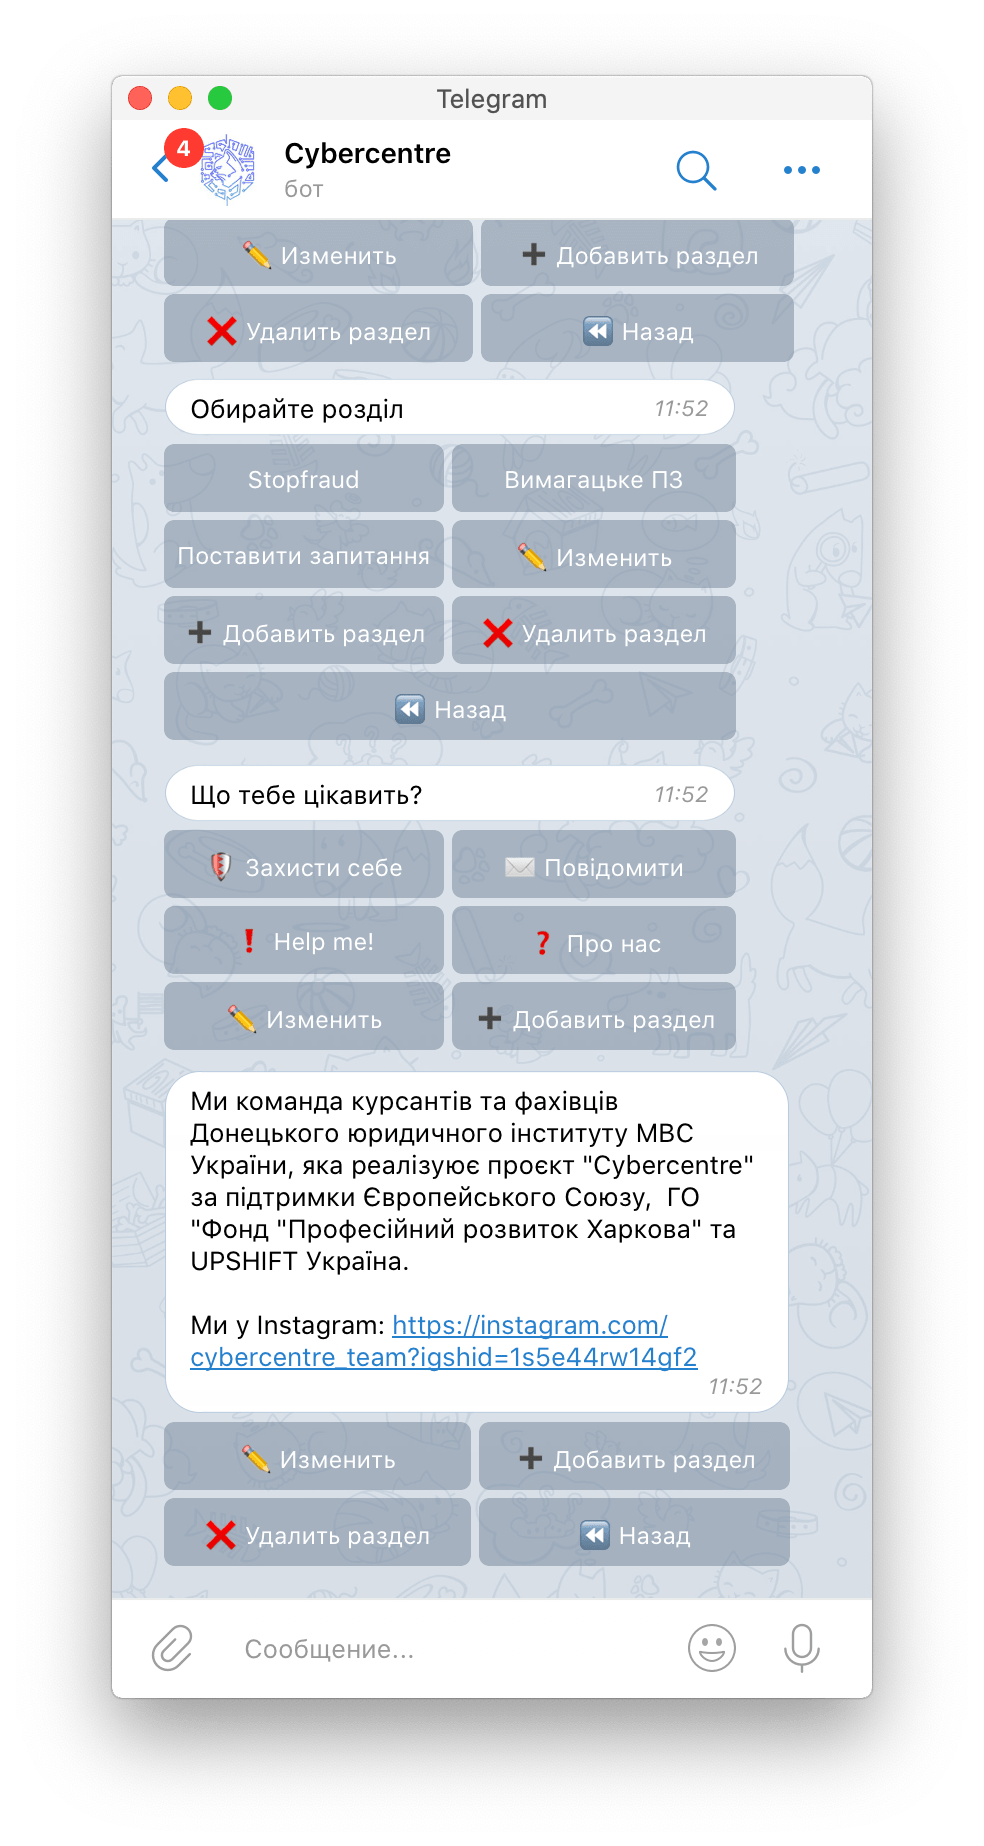 Telegram
4
Cybercentre
бот
✏️ Изменить
➕ Добавить раздел
❌ Удалить раздел
⏪ Назад
Обирайте розділ 11:52
Stopfraud
Вимагацьке ПЗ
Поставити запитання
✏️ Изменить
➕ Добавить раздел
❌ Удалить раздел
⏪ Назад
Що тебе цікавить? 11:52
Захисти себе
✉️ Повідомити
❗ Help me!
❓ Про нас
✏️ Изменить
➕ Добавить раздел
Ми команда курсантів та фахівців
Донецького юридичного інституту МВС
України, яка реалізуює проєкт "Cybercentre"
за підтримки Європейського Союзу,  ГО
"Фонд "Професійний розвиток Харкова" та
UPSHIFT Україна.
Ми у Instagram: https://instagram.com/
cybercentre_team?igshid=1s5e44rw14gf2
11:52
✏️ Изменить
➕ Добавить раздел
❌ Удалить раздел
⏪ Назад
Сообщение...